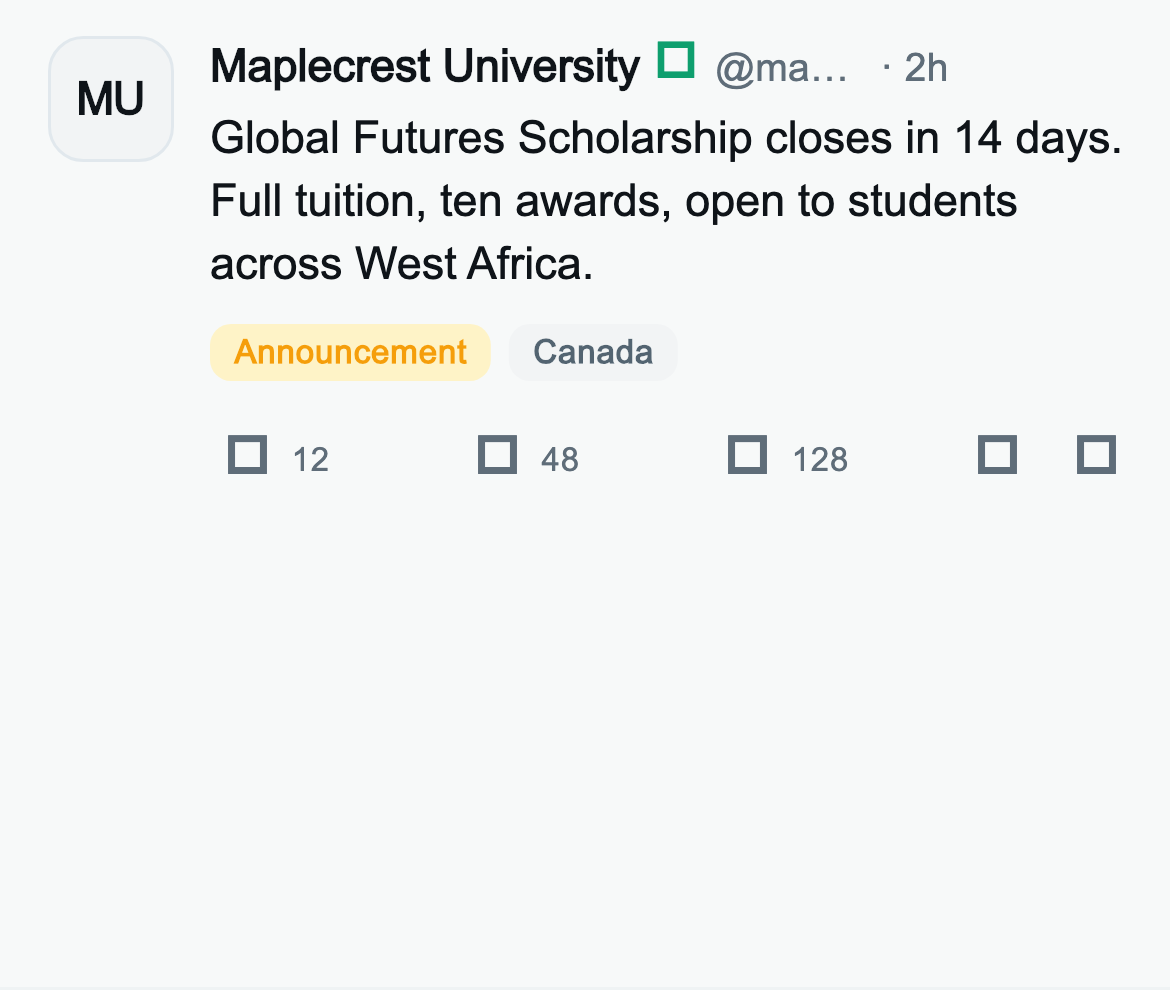 MU
Maplecrest University @ma… · 2h
Global Futures Scholarship closes in 14 days.
Full tuition, ten awards, open to students
across West Africa.
Announcement Canada
12 48 128